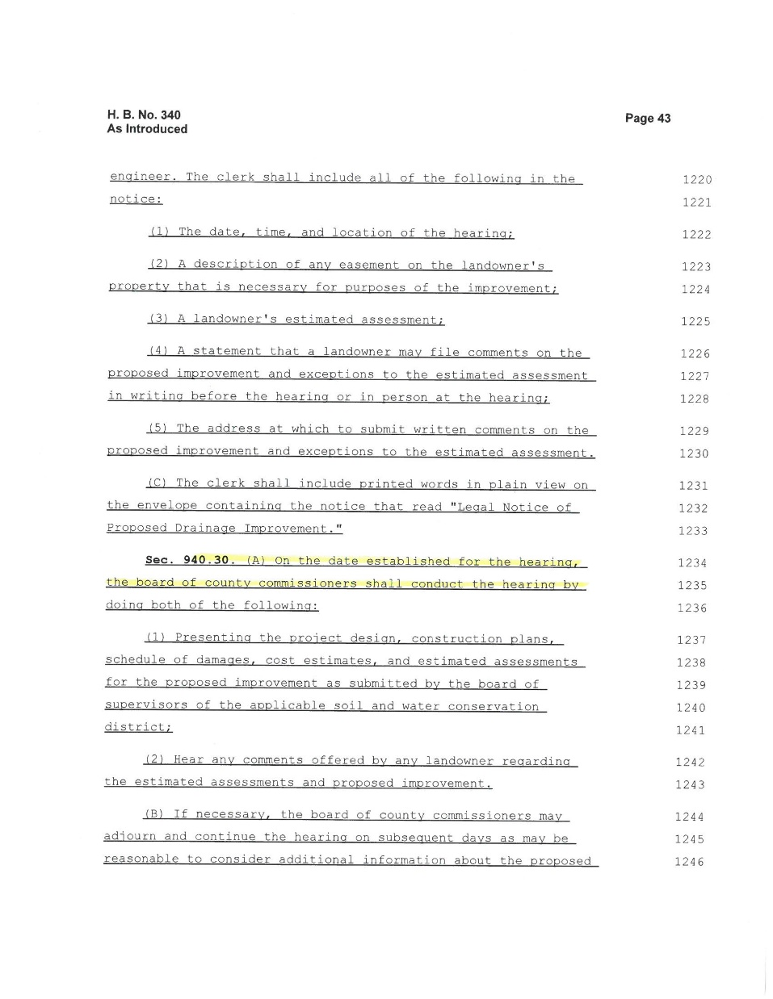 H. B. No. 340 Page 43
As Introduced
engineer. The clerk shall include all of the following in the 1220
notice: 1221
(1) The date, time, and location of the hearing; 1222
(2) A description of any easement on the landowner's 1223
property that is necessary for purposes of the improvement; 1224
(3) A landowner's estimated assessment; 1225
(4) A statement that a landowner may file comments on the 1226
proposed improvement and exceptions to the estimated assessment 1227
in writing before the hearing or in person at the hearing; 1228
(5) The address at which to submit written comments on the 1229
proposed improvement and exceptions to the estimated assessment. 1230
(C) The clerk shall include printed words in plain view on 1231
the envelope containing the notice that read "Legal Notice of 1232
Proposed Drainage Improvement." 1233
Sec. 940.30. (A) On the date established for the hearing, 1234
the board of county commissioners shall conduct the hearing by 1235
doing both of the following: 1236
(1) Presenting the project design, construction plans, 1237
schedule of damages, cost estimates, and estimated assessments 1238
for the proposed improvement as submitted by the board of 1239
supervisors of the applicable soil and water conservation 1240
district; 1241
(2) Hear any comments offered by any landowner regarding 1242
the estimated assessments and proposed improvement. 1243
(B) If necessary, the board of county commissioners may 1244
adjourn and continue the hearing on subsequent days as may be 1245
reasonable to consider additional information about the proposed 1246